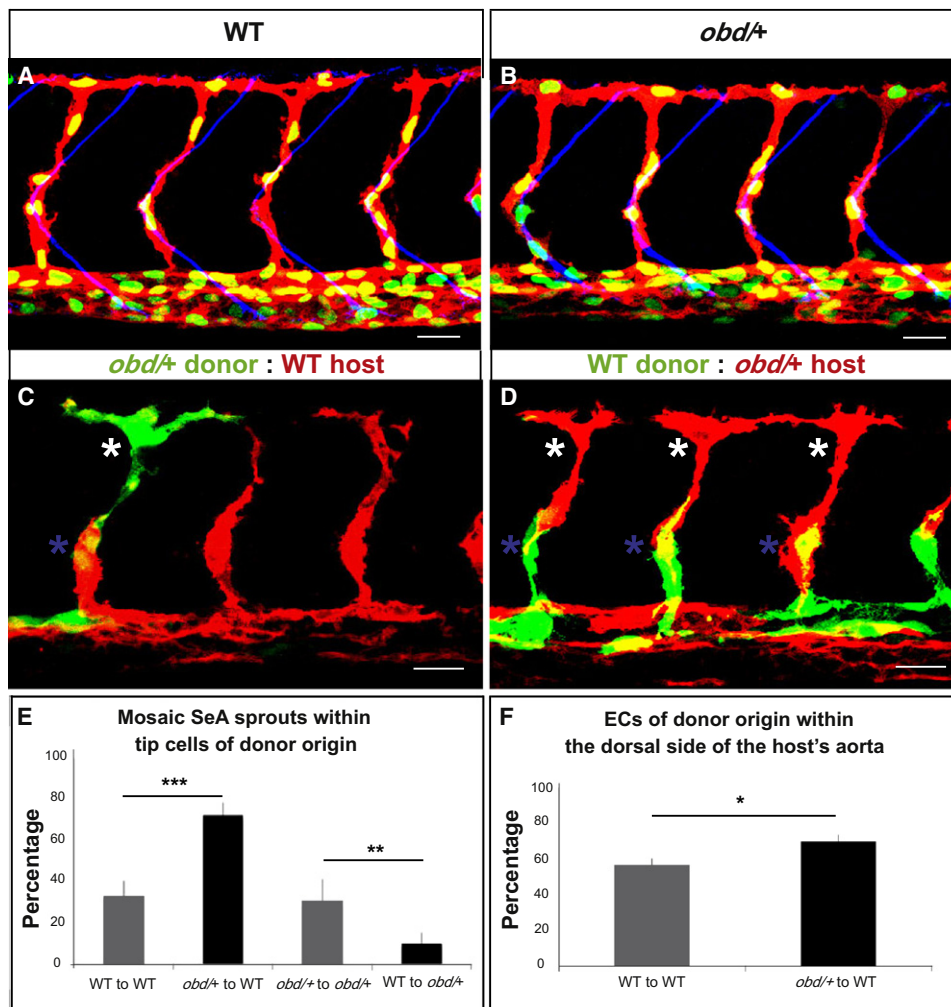 WT
obd/+
A
B
obd/+ donor : WT host
WT donor : obd/+ host
C
D
*
*
*
*
*
*
*
*
E
Mosaic SeA sprouts within
tip cells of donor origin
Percentage
100
80
60
40
20
0
***
**
WT to WT
obd/+ to WT
obd/+ to obd/+
WT to obd/+
F
ECs of donor origin within
the dorsal side of the host's aorta
Percentage
100
80
60
40
20
0
*
WT to WT
obd/+ to WT